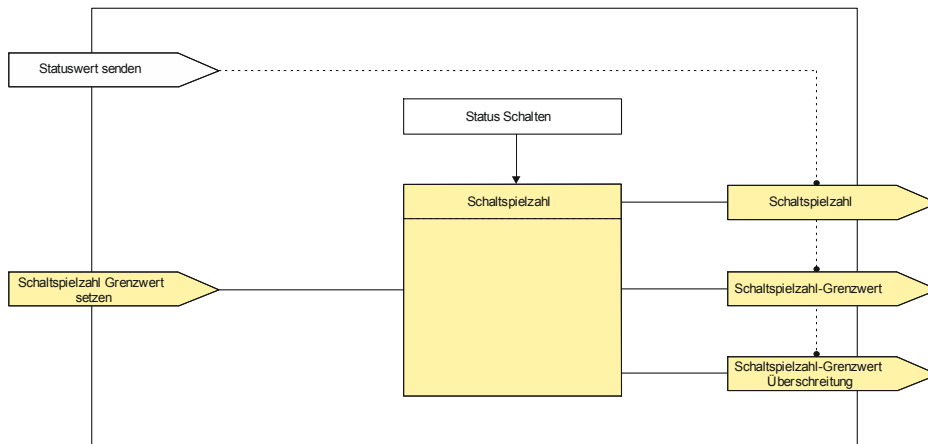 Statuswert senden
Status Schalten
Schaltspielzahl
Schaltspielzahl
Schaltspielzahl Grenzwert
setzen
Schaltspielzahl-Grenzwert
Schaltspielzahl-Grenzwert
Überschreitung